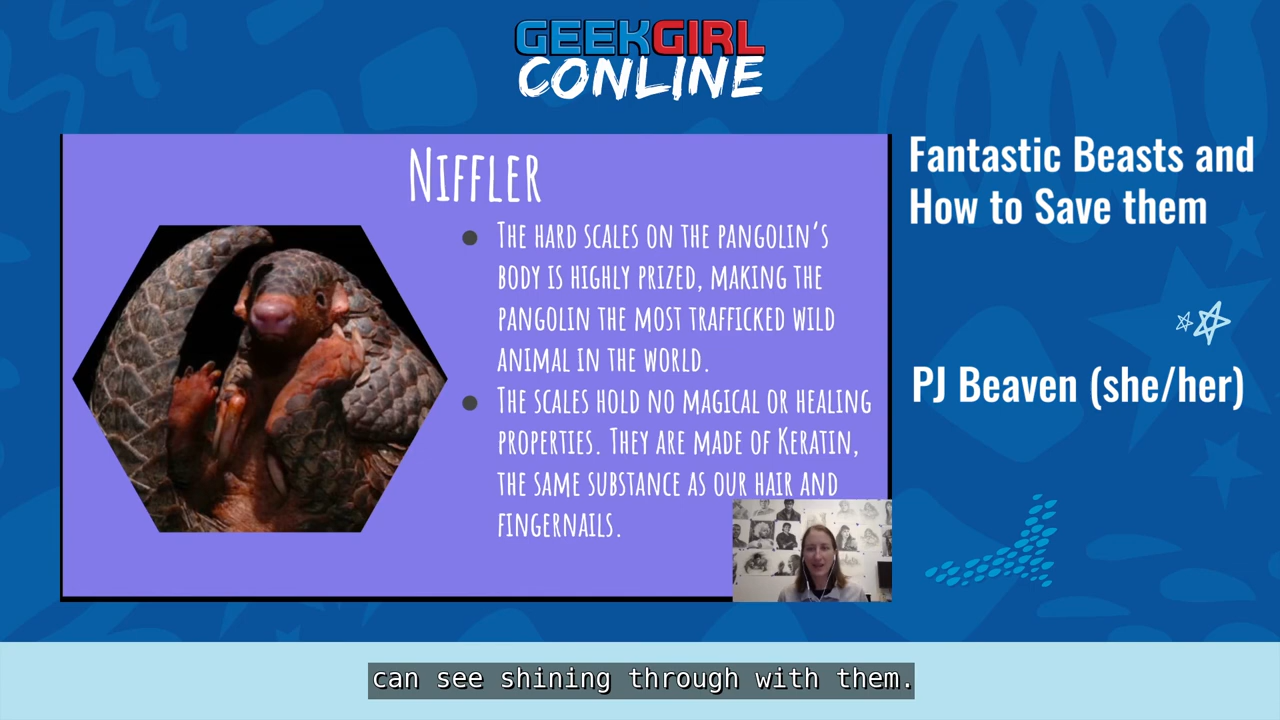 GEEKGIRL
CONLINE
Fantastic Beasts and
How to Save them
PJ Beaven (she/her)
NIFFLER
THE HARD SCALES ON THE PANGOLIN'S
BODY IS HIGHLY PRIZED, MAKING THE
PANGOLIN THE MOST TRAFFICKED WILD
ANIMAL IN THE WORLD.
THE SCALES HOLD NO MAGICAL OR HEALING
PROPERTIES. THEY ARE MADE OF KERATIN,
THE SAME SUBSTANCE AS OUR HAIR AND
FINGERNAILS.
can see shining through with them.